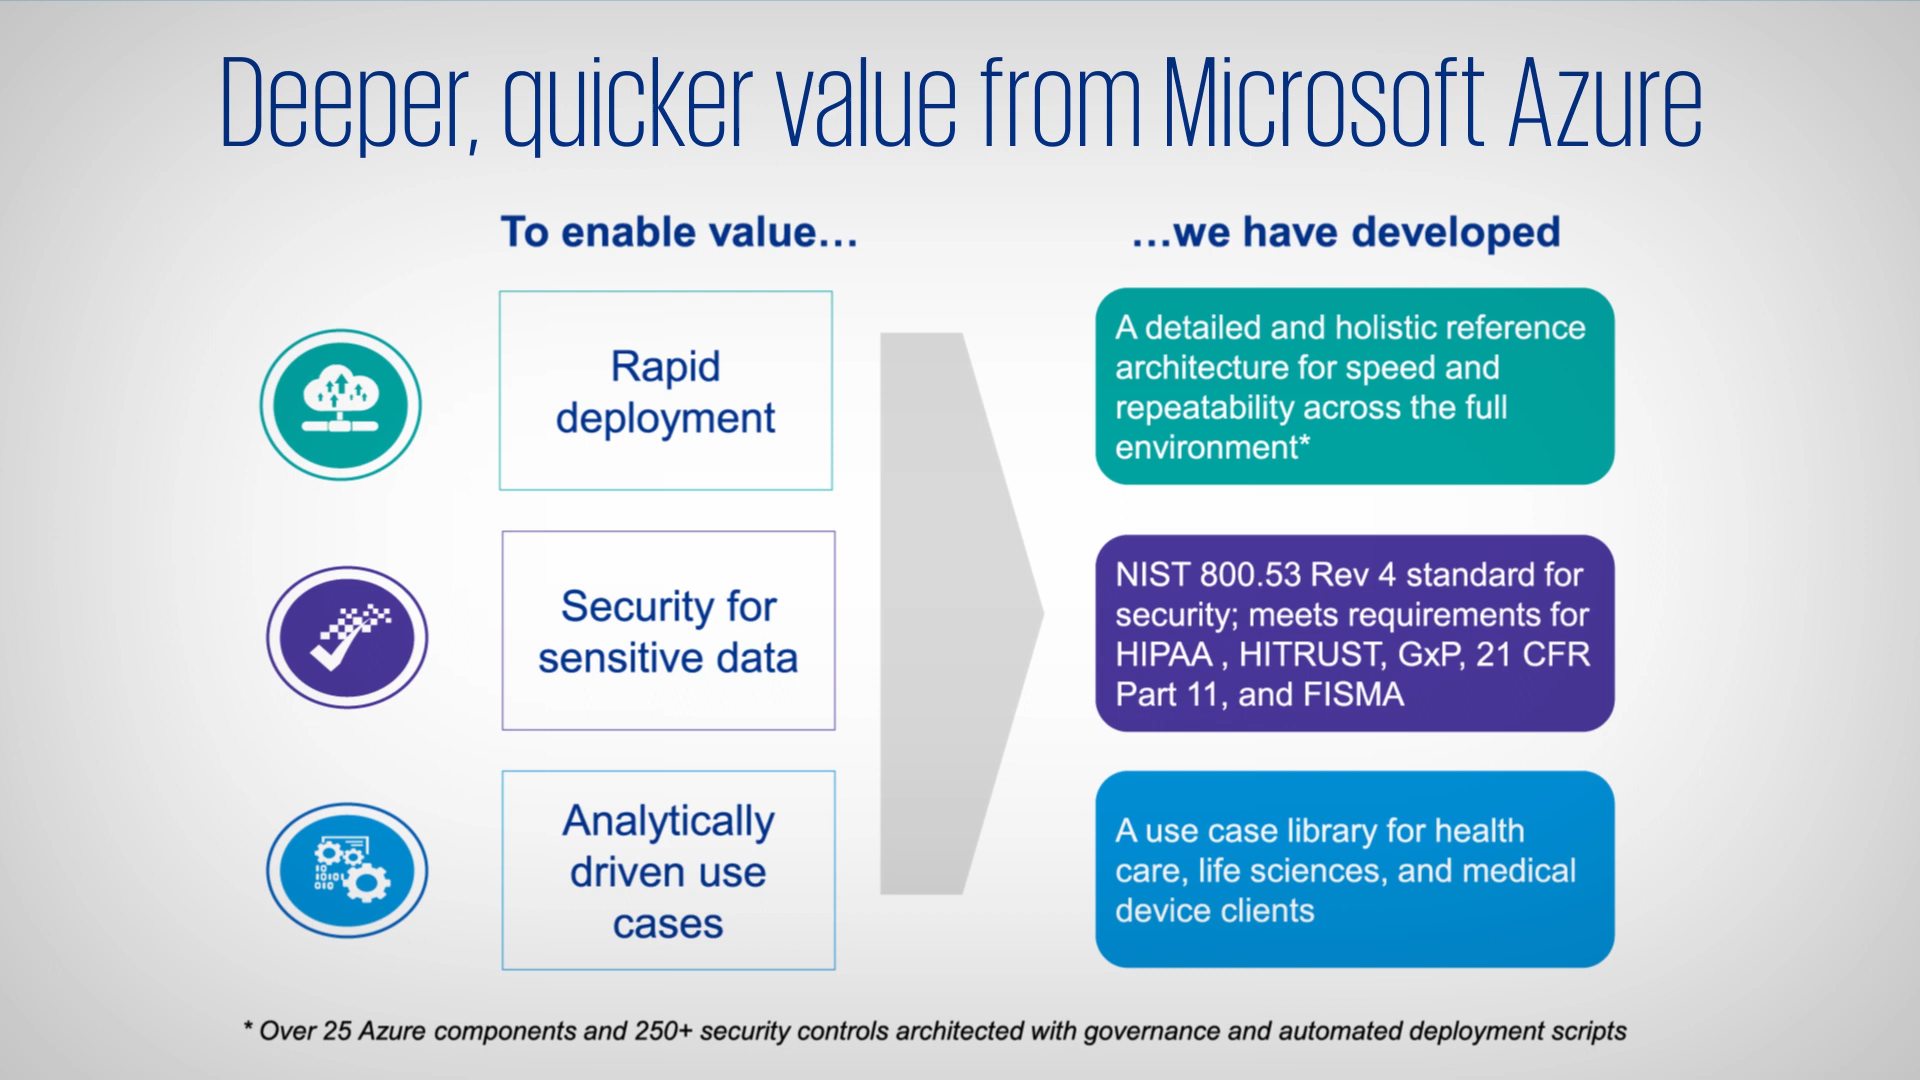 Deeper, quicker value from Microsoft Azure
To enable value...
...we have developed
Rapid
deployment
A detailed and holistic reference
architecture for speed and
repeatability across the full
environment*
Security for
sensitive data
NIST 800.53 Rev 4 standard for
security; meets requirements for
HIPAA , HITRUST, GxP, 21 CFR
Part 11, and FISMA
Analytically
driven use
cases
A use case library for health
care, life sciences, and medical
device clients
* Over 25 Azure components and 250+ security controls architected with governance and automated deployment scripts